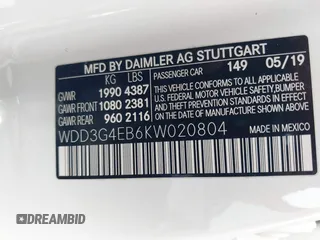 MFD BY DAIMLER AG STUTTGART
KG LBS PASSENGER CAR 149 05/19
GVWR 1990 4387
GAWR FRONT 1080 2381
GAWR REAR 960 2116
THIS VEHICLE CONFORMS TO ALL APPLICABLE
U.S. FEDERAL MOTOR VEHICLE SAFETY,
BUMPER, AND THEFT PREVENTION STANDARDS
IN EFFECT ON THE DATE OF
MANUFACTURE SHOWN ABOVE.
WDD3G4EB6KW020804 MADE IN MEXICO
DREAMBID